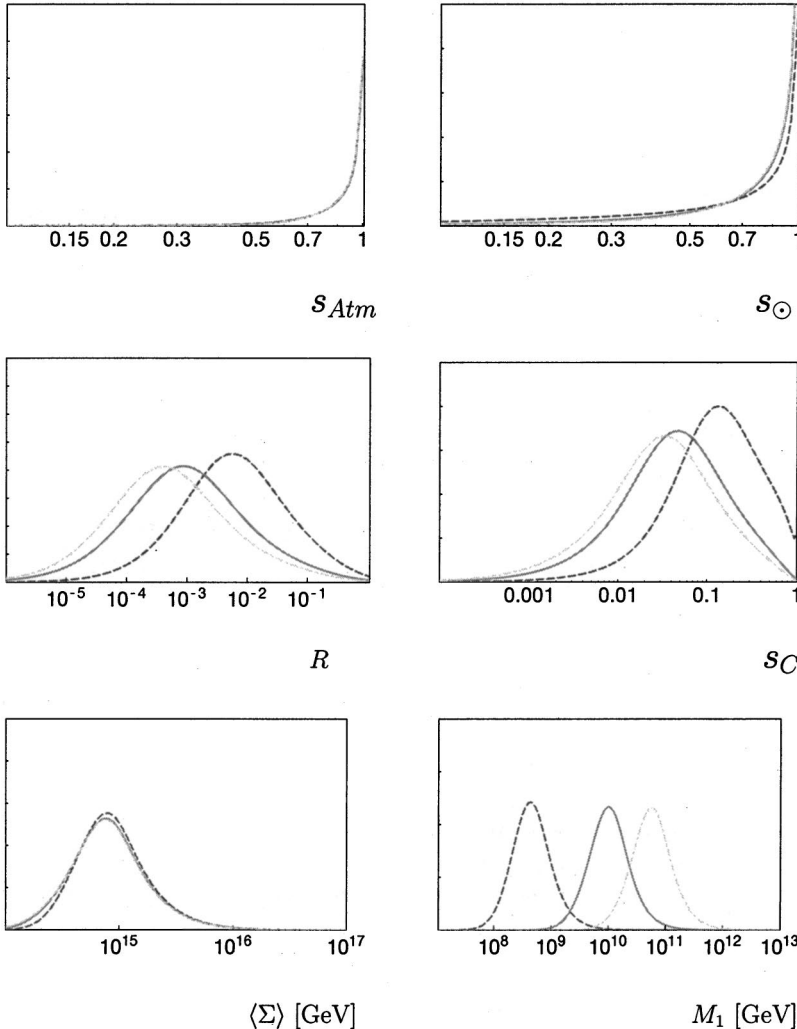 0.15 0.2 0.3 0.5 0.7 1
0.15 0.2 0.3 0.5 0.7 1
s_{Atm}
s_⊙
10^{-5} 10^{-4} 10^{-3} 10^{-2} 10^{-1}
0.001 0.01 0.1 1
R
s_C
10^{15} 10^{16} 10^{17}
10^8 10^9 10^{10} 10^{11} 10^{12} 10^{13}
⟨Σ⟩ [GeV]
M_1 [GeV]